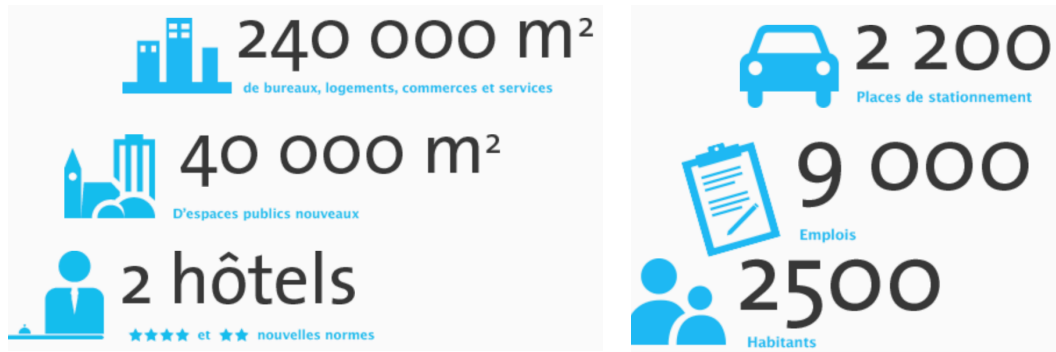 240 000 m²
de bureaux, logements, commerces et services
40 000 m²
D'espaces publics nouveaux
2 hôtels
★★★★ et ★★ nouvelles normes
2 200
Places de stationnement
9 000
Emplois
2500
Habitants